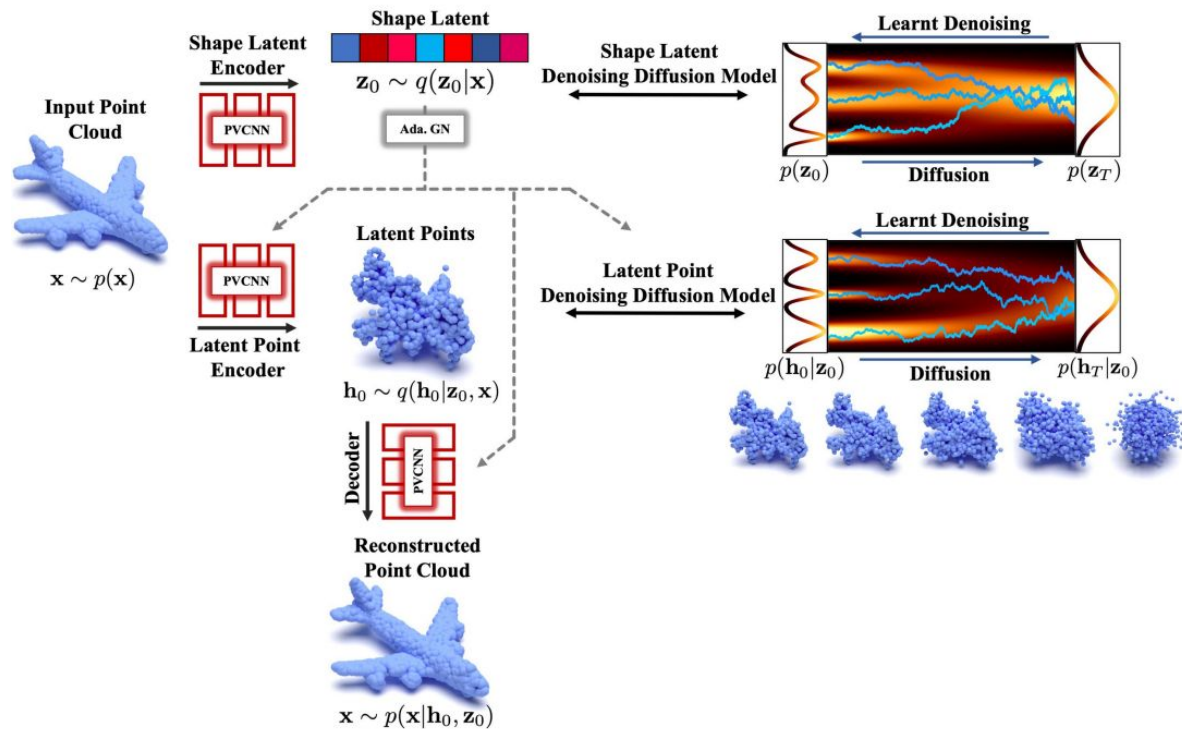 Input Point
Cloud
x ∼ p(x)
Shape Latent
Encoder
PVCNN
Shape Latent
z₀ ∼ q(z₀|x)
Ada. GN
PVCNN
Latent Point
Encoder
Latent Points
h₀ ∼ q(h₀|z₀, x)
Decoder
PVCNN
Reconstructed
Point Cloud
x ∼ p(x|h₀, z₀)
Shape Latent
Denoising Diffusion Model
Learnt Denoising
p(z₀)
Diffusion
p(z_T)
Latent Point
Denoising Diffusion Model
Learnt Denoising
p(h₀|z₀)
Diffusion
p(h_T|z₀)